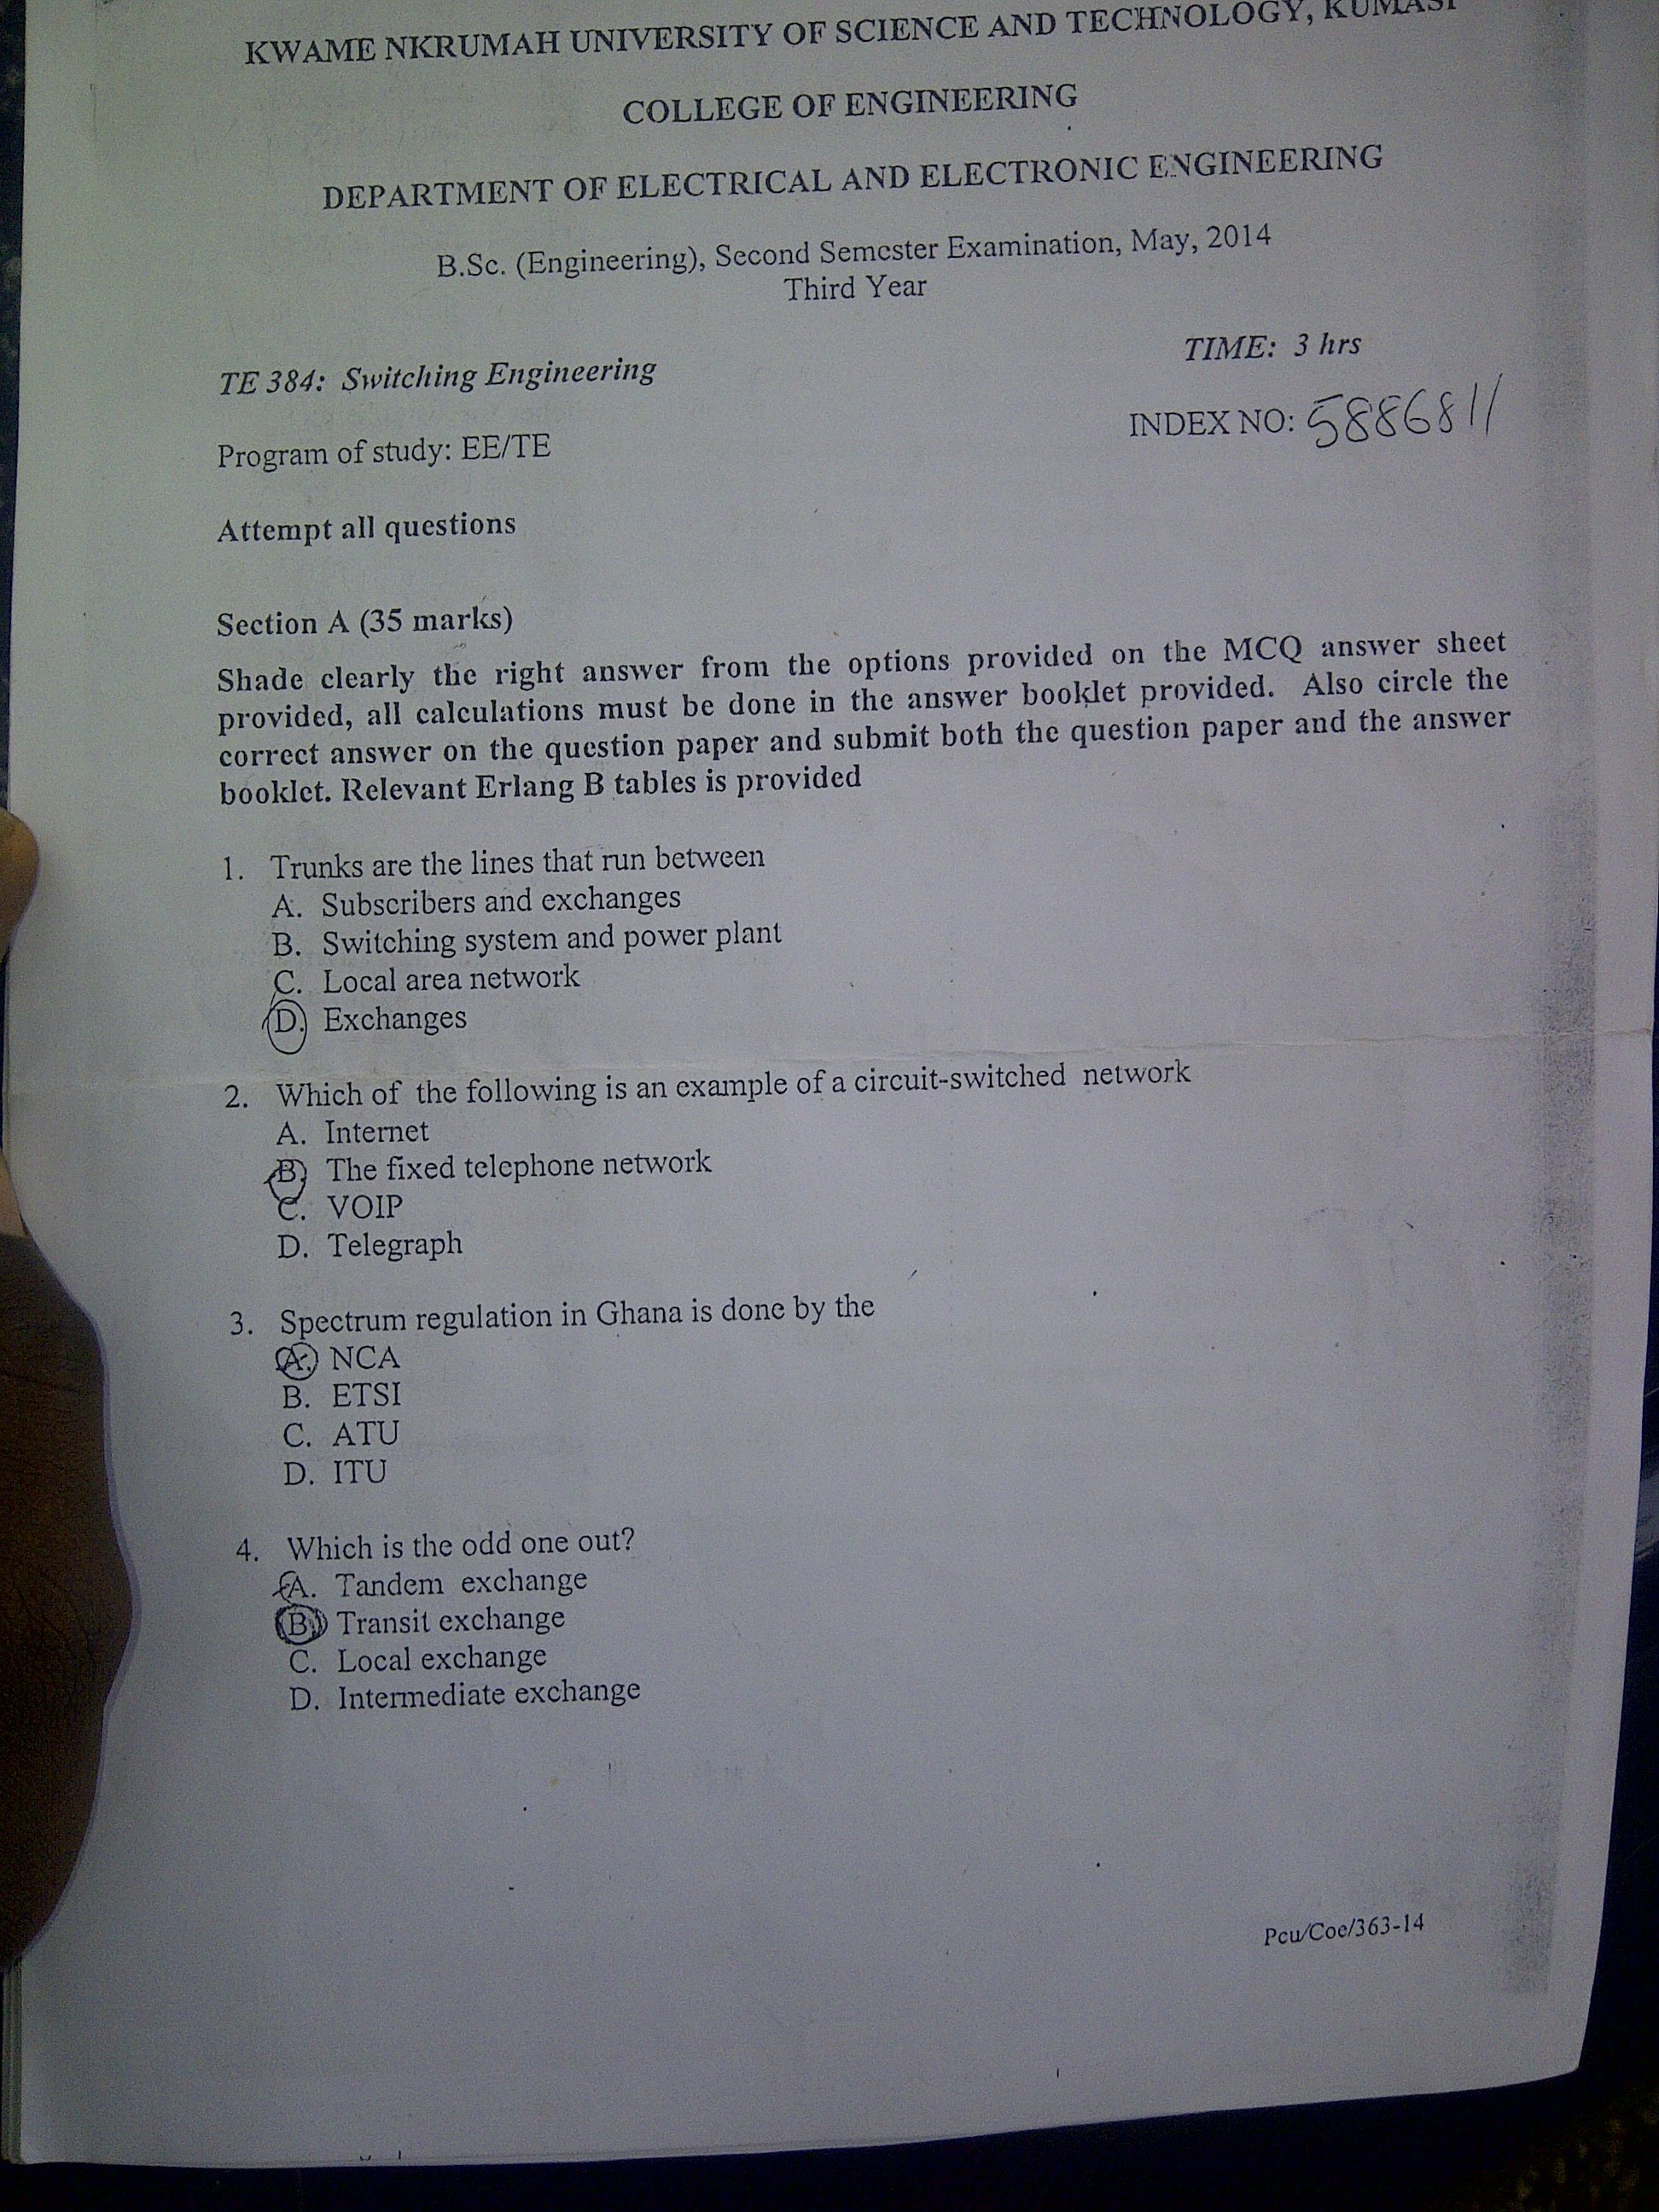 KWAME NKRUMAH UNIVERSITY OF SCIENCE AND TECHNOLOGY, KUMASI
COLLEGE OF ENGINEERING
DEPARTMENT OF ELECTRICAL AND ELECTRONIC ENGINEERING
B.Sc. (Engineering), Second Semester Examination, May, 2014
Third Year
TIME: 3 hrs
TE 384: Switching Engineering
INDEX NO: 5886811
Program of study: EE/TE
Attempt all questions
Section A (35 marks)
Shade clearly the right answer from the options provided on the MCQ answer sheet
provided, all calculations must be done in the answer booklet provided. Also circle the
correct answer on the question paper and submit both the question paper and the answer
booklet. Relevant Erlang B tables is provided
1. Trunks are the lines that run between
A. Subscribers and exchanges
B. Switching system and power plant
C. Local area network
D. Exchanges
2. Which of the following is an example of a circuit-switched network
A. Internet
B. The fixed telephone network
C. VOIP
D. Telegraph
3. Spectrum regulation in Ghana is done by the
A. NCA
B. ETSI
C. ATU
D. ITU
4. Which is the odd one out?
A. Tandem exchange
B. Transit exchange
C. Local exchange
D. Intermediate exchange
Pcu/Coe/363-14